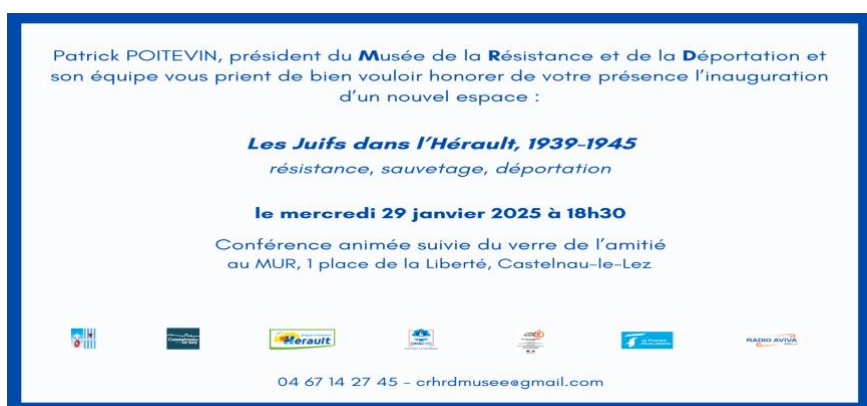 Patrick POITEVIN, président du Musée de la Résistance et de la Déportation et
son équipe vous prient de bien vouloir honorer de votre présence l'inauguration
d'un nouvel espace :
Les Juifs dans l'Hérault, 1939-1945
résistance, sauvetage, déportation
le mercredi 29 janvier 2025 à 18h30
Conférence animée suivie du verre de l'amitié
au MUR, 1 place de la Liberté, Castelnau-le-Lez
Hérault
RADIO AVIVA
04 67 14 27 45 - crhrdmusee@gmail.com